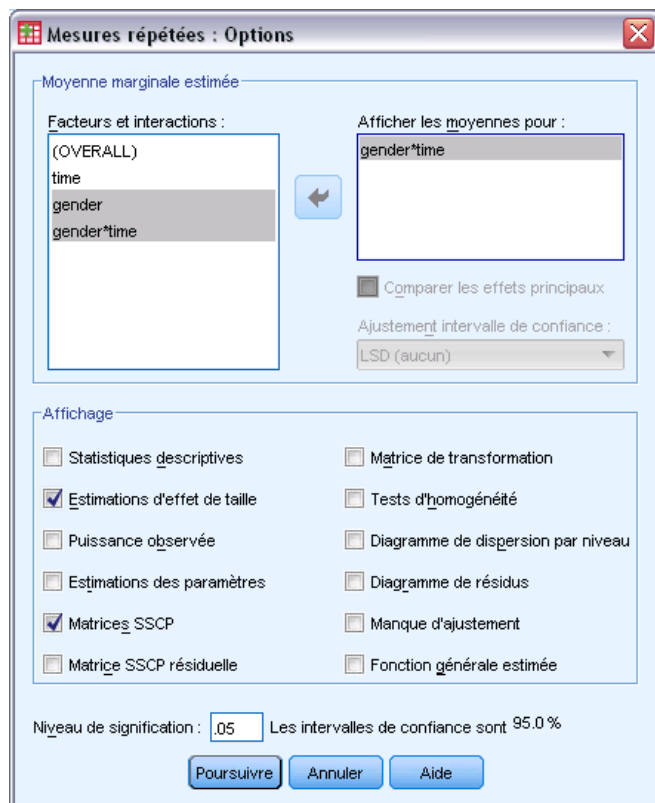 Mesures répétées : Options
Moyenne marginale estimée
Facteurs et interactions :
(OVERALL)
time
gender
gender*time
Afficher les moyennes pour :
gender*time
Comparer les effets principaux
Ajustement intervalle de confiance :
LSD (aucun)
Affichage
Statistiques descriptives
Estimations d'effet de taille
Puissance observée
Estimations des paramètres
Matrices SSCP
Matrice SSCP résiduelle
Matrice de transformation
Tests d'homogénéité
Diagramme de dispersion par niveau
Diagramme de résidus
Manque d'ajustement
Fonction générale estimée
Niveau de signification : .05 Les intervalles de confiance sont 95.0 %
Poursuivre Annuler Aide